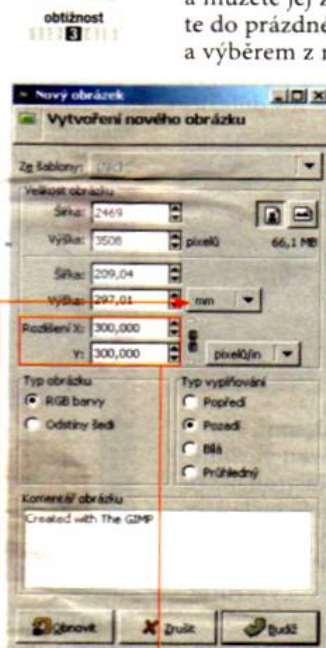 a můžete jej z
obtížnost
3
te do prázdné
a výběrem z
Nový obrázek
Vytvoření nového obrázku
Ze šablony:
Velikost obrázku
Šířka: 2469
Výška: 3508 pixelů 66,1 MB
Šířka: 209,04
Výška: 297,01 mm
Rozlišení X: 300,000
Y: 300,000 pixelů/in
Typ obrázku Typ vyplňování
RGB barvy Popředí
Odstíny šedi Pozadí
Bílá
Průhledný
Komentář obrázku
Created with The GIMP
Obnovit Zrušit Budiž